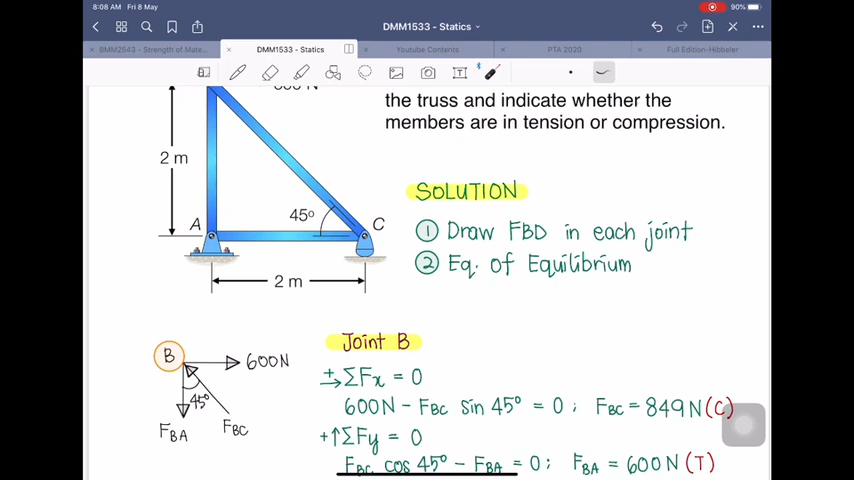 8:08 AM Fri 8 May
90%
DMM1533 - Statics
BMM2543 - Strength of Mate...
DMM1533 - Statics
Youtube Contents
PTA 2020
Full Edition-Hibbeler
the truss and indicate whether the
members are in tension or compression.
2 m
A
45°
C
2 m
SOLUTION
1 Draw FBD in each joint
2 Eq. of Equilibrium
Joint B
B
600N
45°
FBA
FBC
+→ ΣFx = 0
600N - FBC sin 45° = 0 ; FBC = 849N (C)
+↑ΣFy = 0
FBC cos 45° - FBA = 0; FBA = 600N (T)